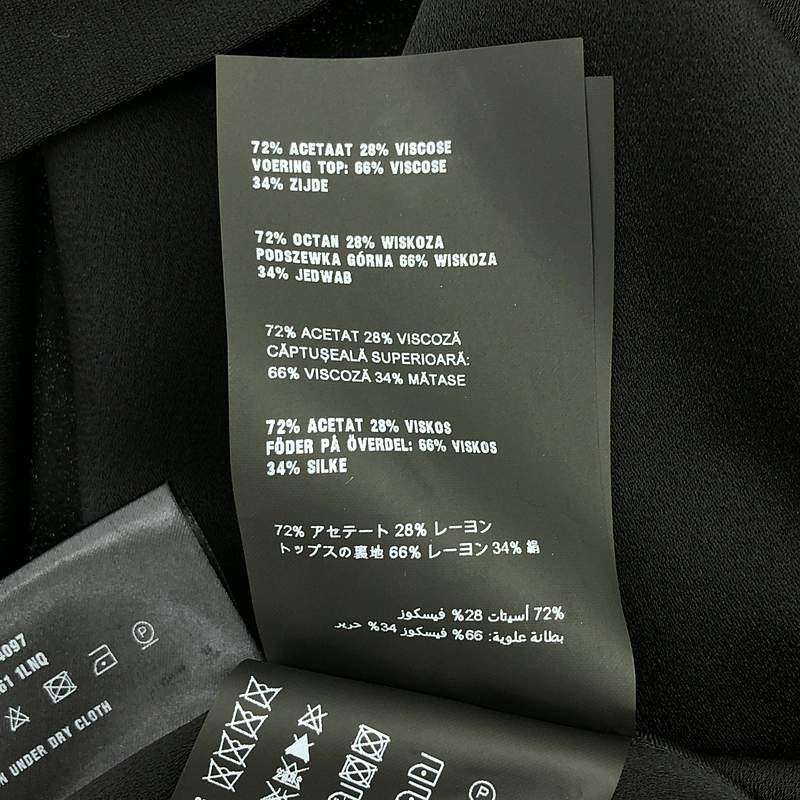 72% ACETAAT 28% VISCOSE
VOERING TOP: 66% VISCOSE
34% ZIJDE
72% OCTAN 28% WISKOZA
PODSZEWKA GÓRNA 66% WISKOZA
34% JEDWAB
72% ACETAT 28% VISCOZĂ
CĂPTUȘEALĂ SUPERIOARĂ:
66% VISCOZĂ 34% MĂTASE
72% ACETAT 28% VISKOS
FÖDER PÅ ÖVERDEL: 66% VISKOS
34% SILKE
72% アセテート 28% レーヨン
トップスの裏地 66% レーヨン 34% 絹
72% أسيتات 28% فيسكوز
بطانة علوية: 66% فيسكوز 34% حرير
4097
61 1LNQ
P
UNDER DRY CLOTH
P